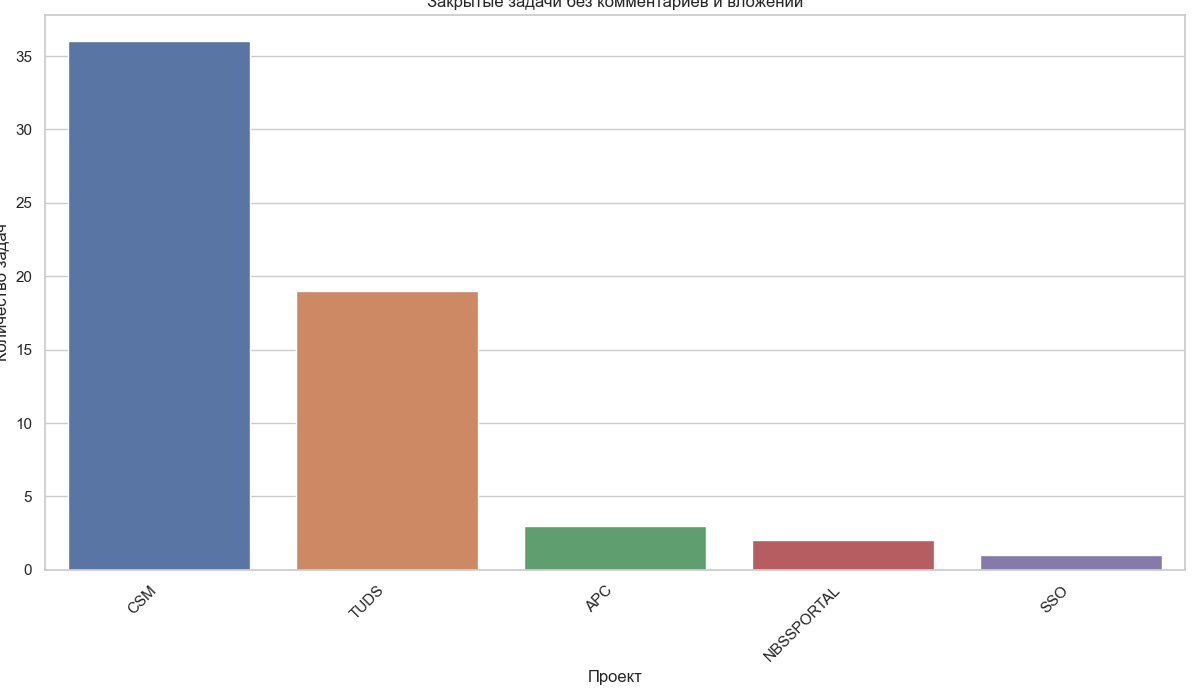 Закрытые задачи без комментариев и вложений
Количество задач
35
30
25
20
15
10
5
0
CSM
TUDS
APC
NBSSPORTAL
SSO
Проект